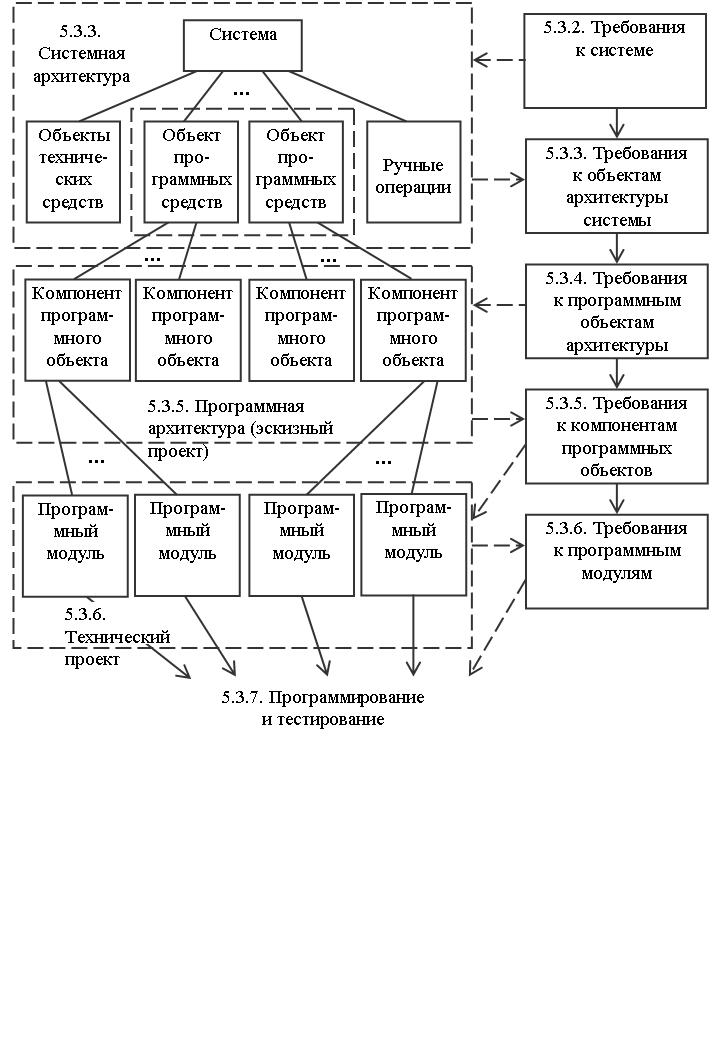 5.3.3.
Системная
архитектура
Система
...
Объекты
техниче-
ских
средств
Объект
про-
граммных
средств
Объект
про-
граммных
средств
Ручные
операции
...
...
Компонент
програм-
много
объекта
Компонент
програм-
много
объекта
Компонент
програм-
много
объекта
Компонент
програм-
много
объекта
5.3.5. Программная
архитектура (эскизный
проект)
...
...
Програм-
мный
модуль
Програм-
мный
модуль
Програм-
мный
модуль
Програм-
мный
модуль
5.3.6.
Технический
проект
5.3.7. Программирование
и тестирование
5.3.2. Требования
к системе
5.3.3. Требования
к объектам
архитектуры
системы
5.3.4. Требования
к программным
объектам
архитектуры
5.3.5. Требования
к компонентам
программных
объектов
5.3.6. Требования
к программным
модулям